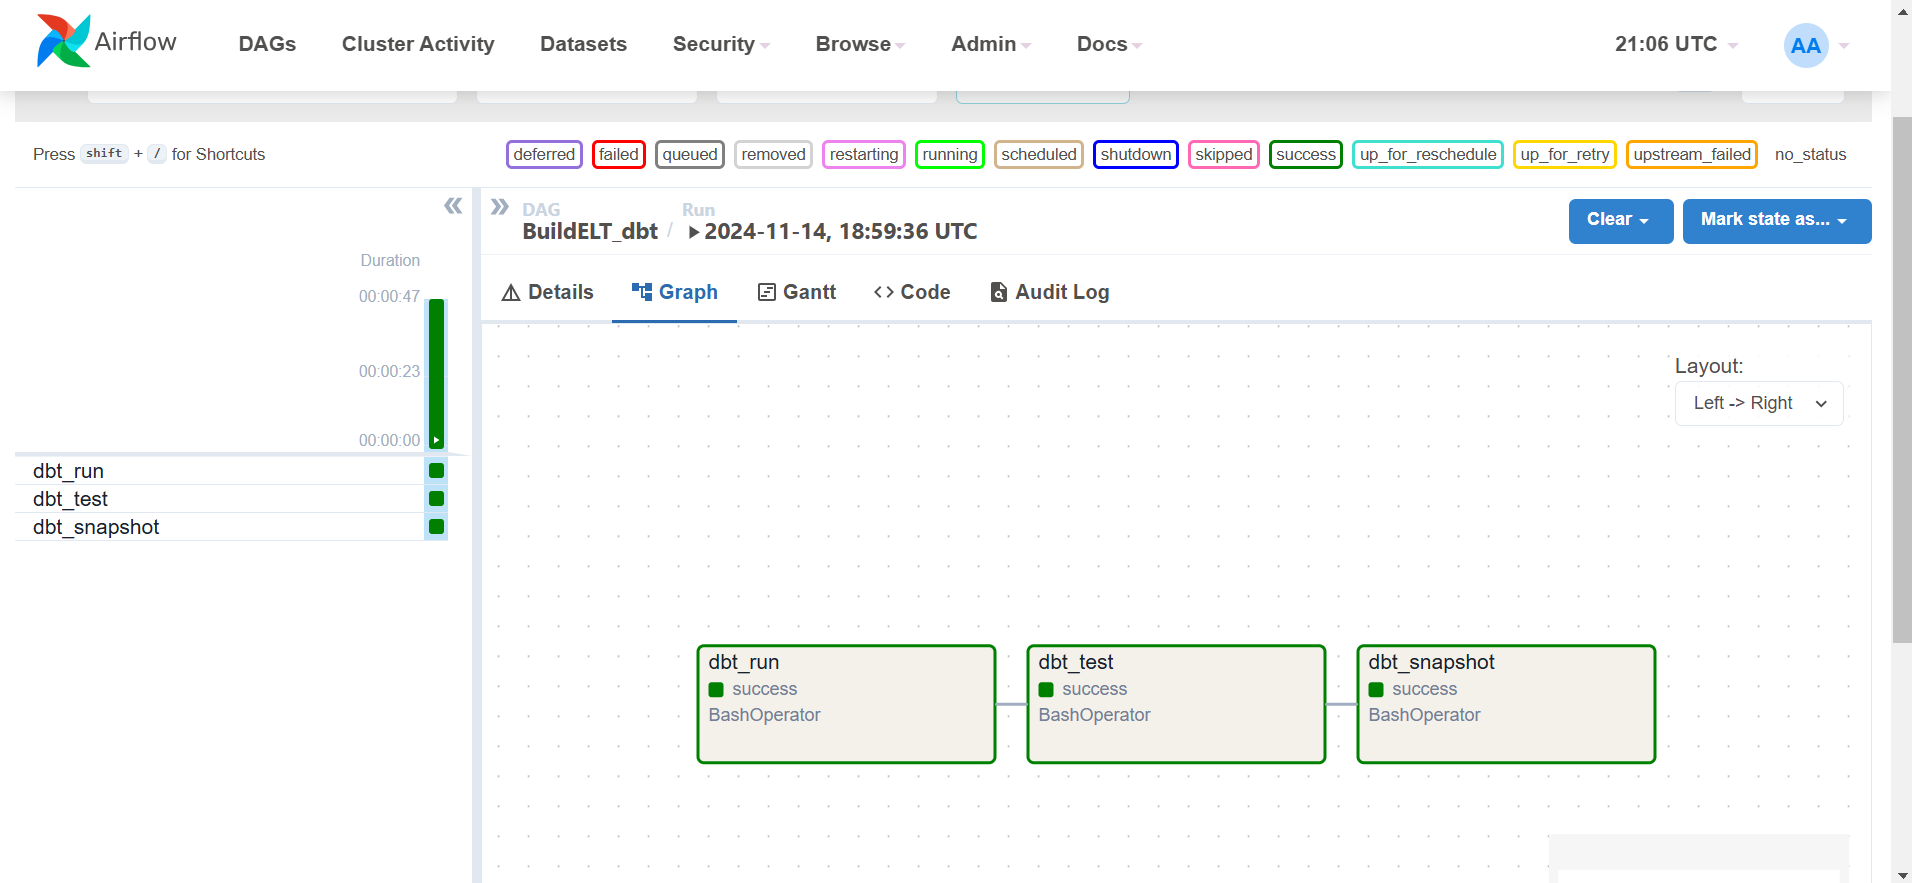 Airflow DAGs Cluster Activity Datasets Security Browse Admin Docs 21:06 UTC AA
Press shift + / for Shortcuts deferred failed queued removed restarting running scheduled shutdown skipped success up_for_reschedule up_for_retry upstream_failed no_status
DAG Run
BuildELT_dbt / 2024-11-14, 18:59:36 UTC Clear Mark state as...
Duration
00:00:47
00:00:23
00:00:00
dbt_run
dbt_test
dbt_snapshot
Details Graph Gantt Code Audit Log
Layout:
Left -> Right
dbt_run
success
BashOperator
dbt_test
success
BashOperator
dbt_snapshot
success
BashOperator